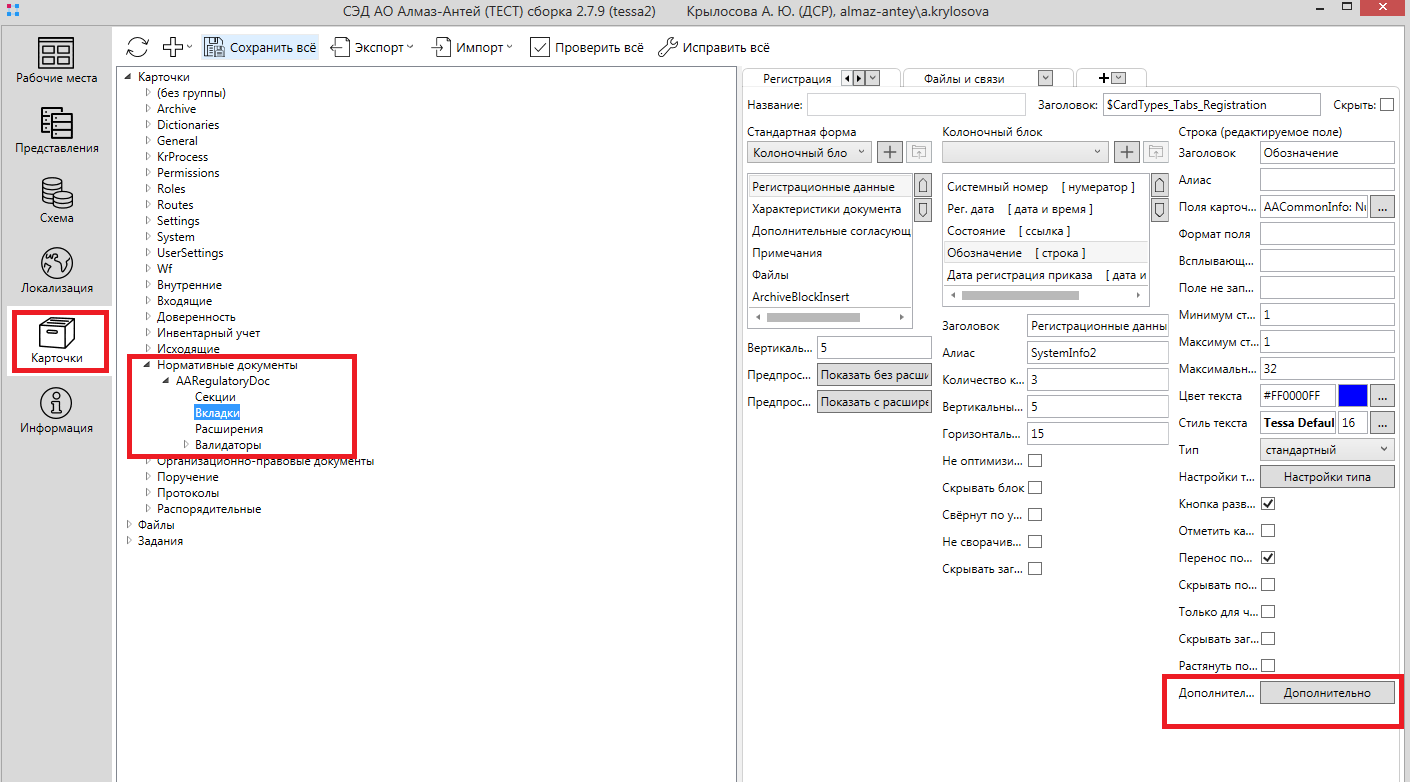 СЭД АО Алмаз-Антей (ТЕСТ) сборка 2.7.9 (tessa2) Крылосова А. Ю. (ДСР), almaz-antey\a.krylosova
Рабочие места
Представления
Схема
Локализация
Карточки
Информация
Сохранить всё Экспорт Импорт Проверить всё Исправить всё
Карточки
(без группы)
Archive
Dictionaries
General
KrProcess
Permissions
Roles
Routes
Settings
System
UserSettings
Wf
Внутренние
Входящие
Доверенность
Инвентарный учет
Исходящие
Нормативные документы
AARegulatoryDoc
Секции
Вкладки
Расширения
Валидаторы
Организационно-правовые документы
Поручение
Протоколы
Распорядительные
Файлы
Задания
Регистрация Файлы и связи
Название: Заголовок: $CardTypes_Tabs_Registration Скрыть:
Стандартная форма
Колоночный бло
Регистрационные данные
Характеристики документа
Дополнительные согласующ
Примечания
Файлы
ArchiveBlockInsert
Вертикаль... 5
Предпрос... Показать без расши
Предпрос... Показать с расшире
Колоночный блок
Системный номер [ нумератор ]
Рег. дата [ дата и время ]
Состояние [ ссылка ]
Обозначение [ строка ]
Дата регистрация приказа [ дата и
Заголовок Регистрационные данны
Алиас SystemInfo2
Количество к... 3
Вертикальны... 5
Горизонталь... 15
Не оптимизи...
Скрывать блок
Свёрнут по у...
Не сворачив...
Скрывать заг...
Строка (редактируемое поле)
Заголовок Обозначение
Алиас
Поля карточ... AACommonInfo: Nu ...
Формат поля
Всплывающ...
Поле не зап...
Минимум ст... 1
Максимум ст... 1
Максимальн... 32
Цвет текста #FF0000FF ...
Стиль текста Tessa Defaul 16 ...
Тип стандартный
Настройки т... Настройки типа
Кнопка разв...
Отметить ка...
Перенос по...
Скрывать по...
Только для ч...
Скрывать заг...
Растянуть по...
Дополнител... Дополнительно